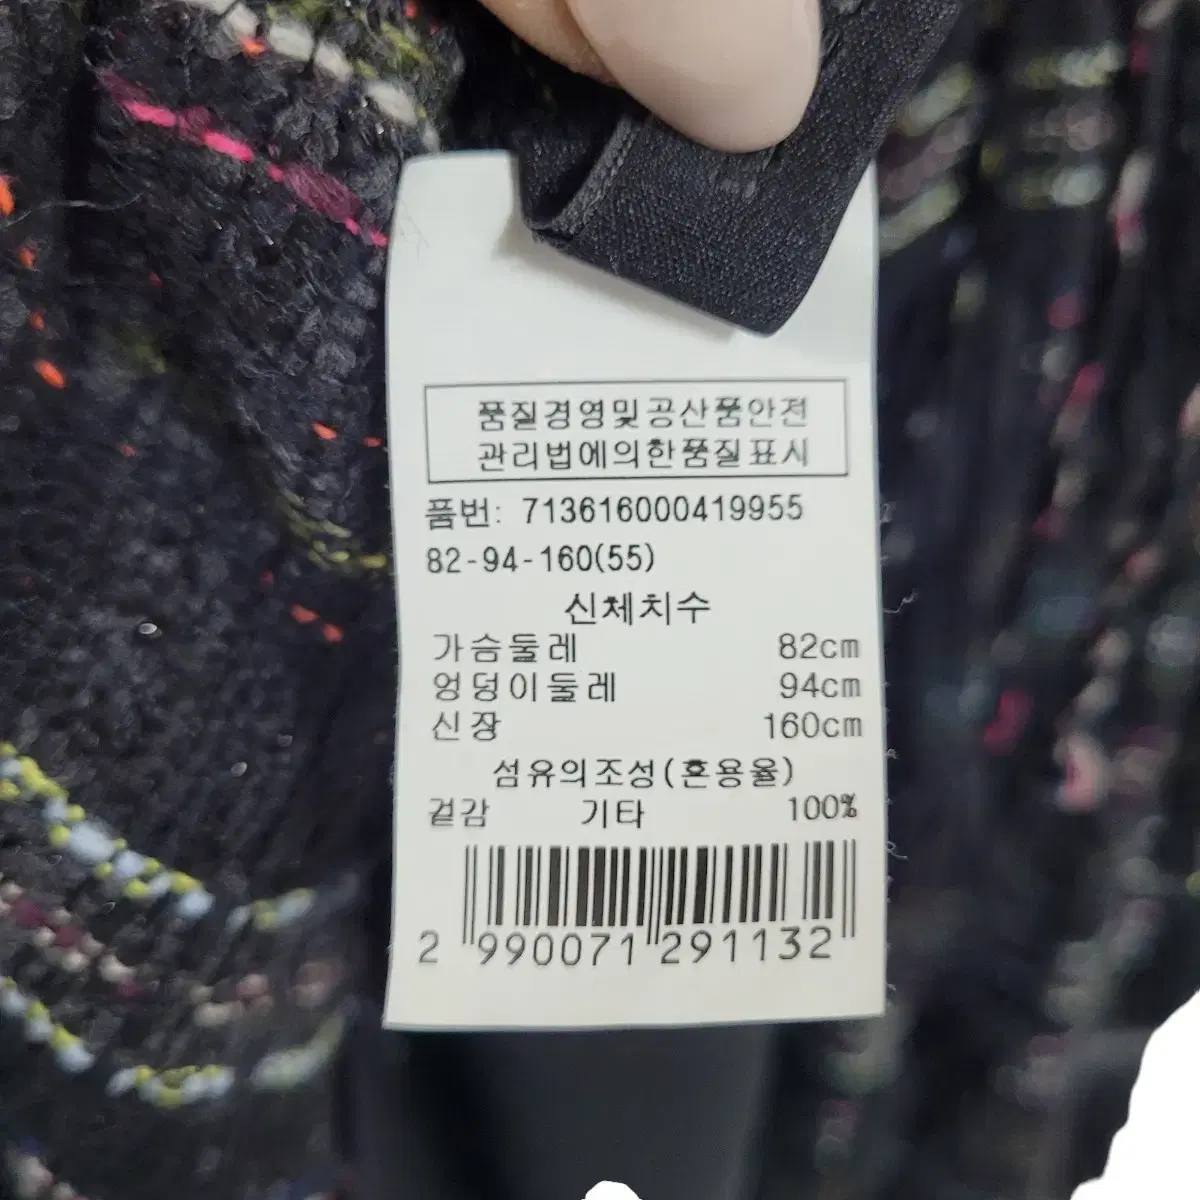 품질경영및공산품안전
관리법에의한품질표시
품번: 713616000419955
82-94-160(55)
신체치수
가슴둘레 82cm
엉덩이둘레 94cm
신장 160cm
섬유의조성(혼용율)
겉감 기타 100%
2 990071 291132